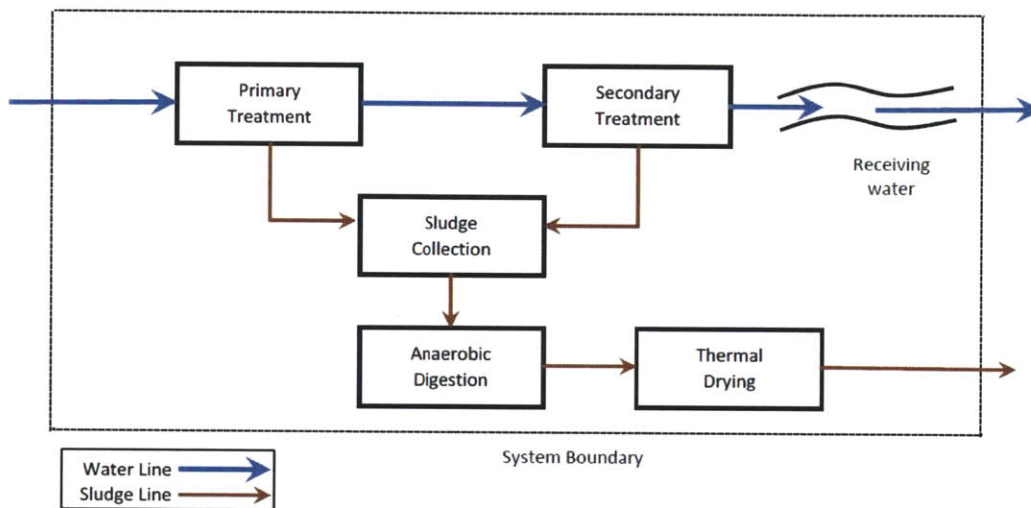 Primary
Treatment
Secondary
Treatment
Receiving
water
Sludge
Collection
Anaerobic
Digestion
Thermal
Drying
System Boundary
Water Line
Sludge Line